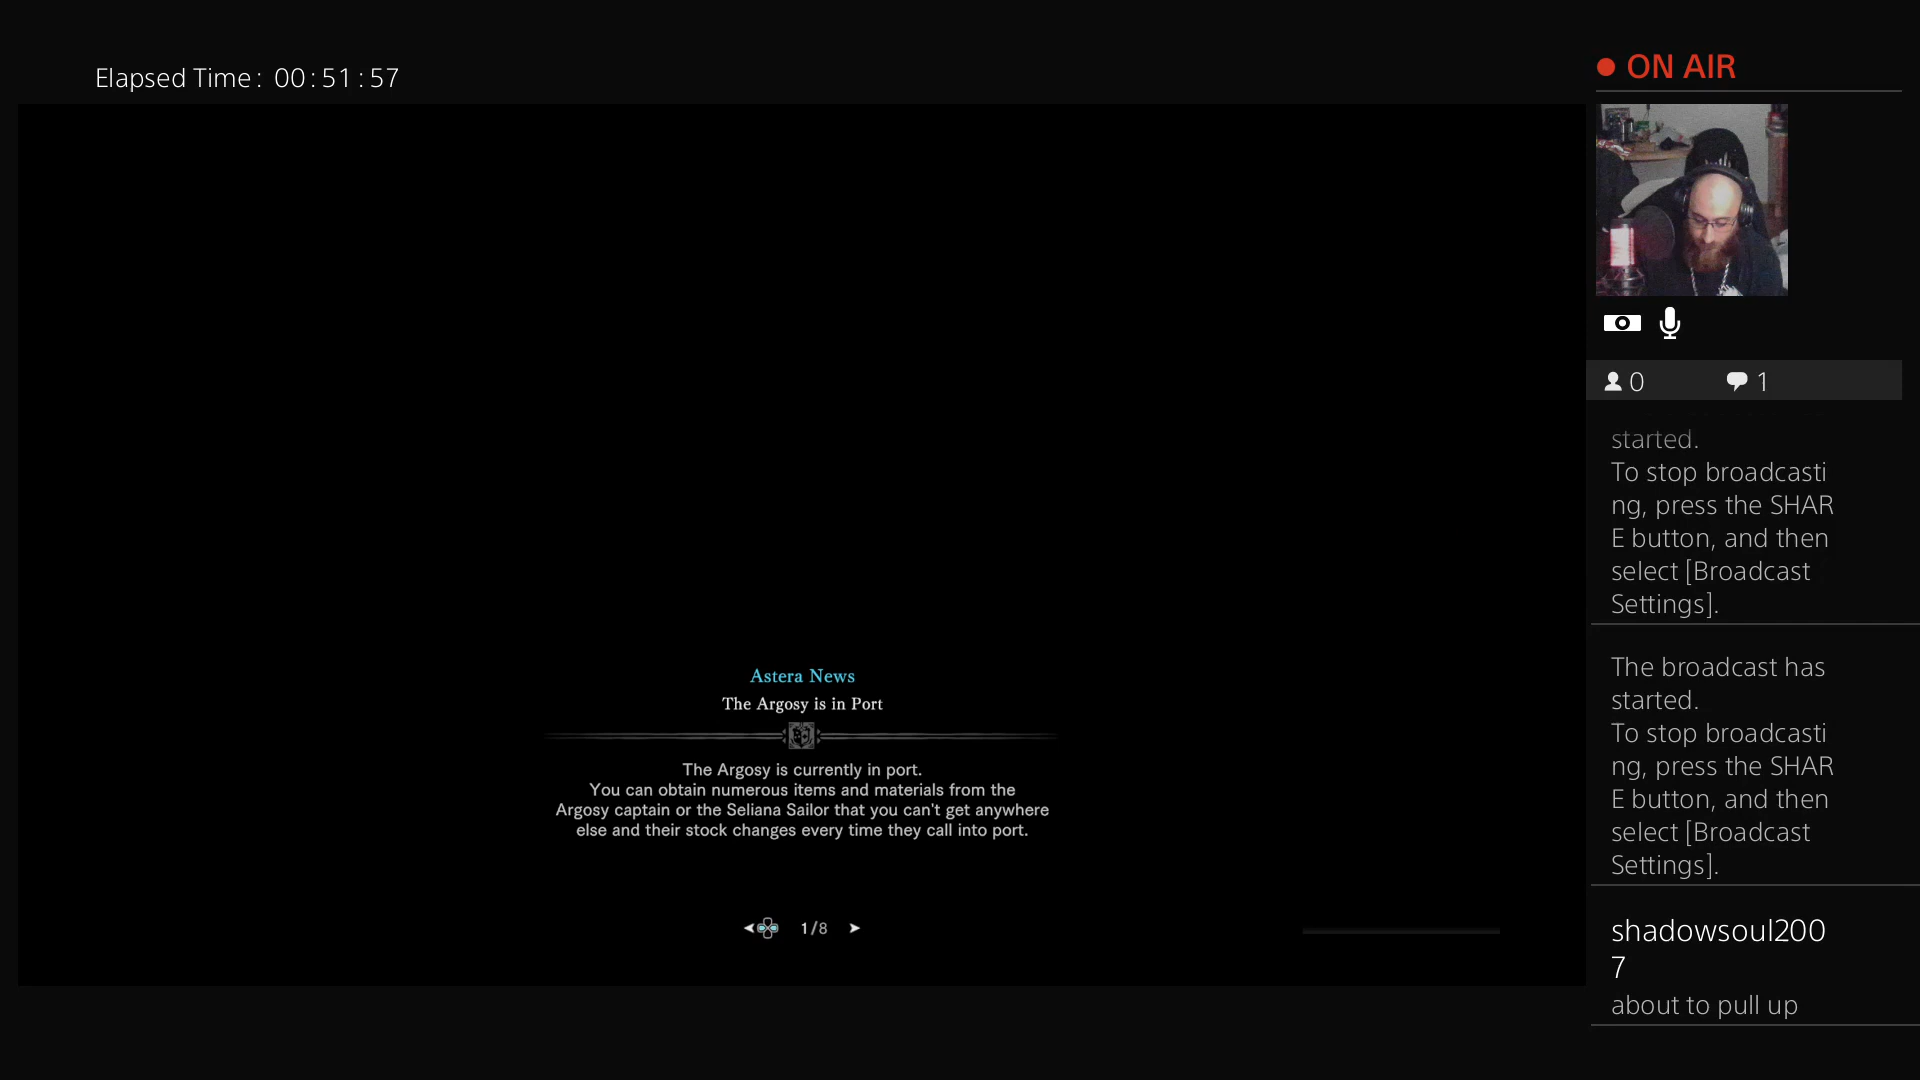 Elapsed Time: 00:51:57
ON AIR
0 1
started.
To stop broadcasti
ng, press the SHAR
E button, and then
select [Broadcast
Settings].
The broadcast has
started.
To stop broadcasti
ng, press the SHAR
E button, and then
select [Broadcast
Settings].
shadowsoul200
7
about to pull up
Astera News
The Argosy is in Port
The Argosy is currently in port.
You can obtain numerous items and materials from the
Argosy captain or the Seliana Sailor that you can't get anywhere
else and their stock changes every time they call into port.
1/8